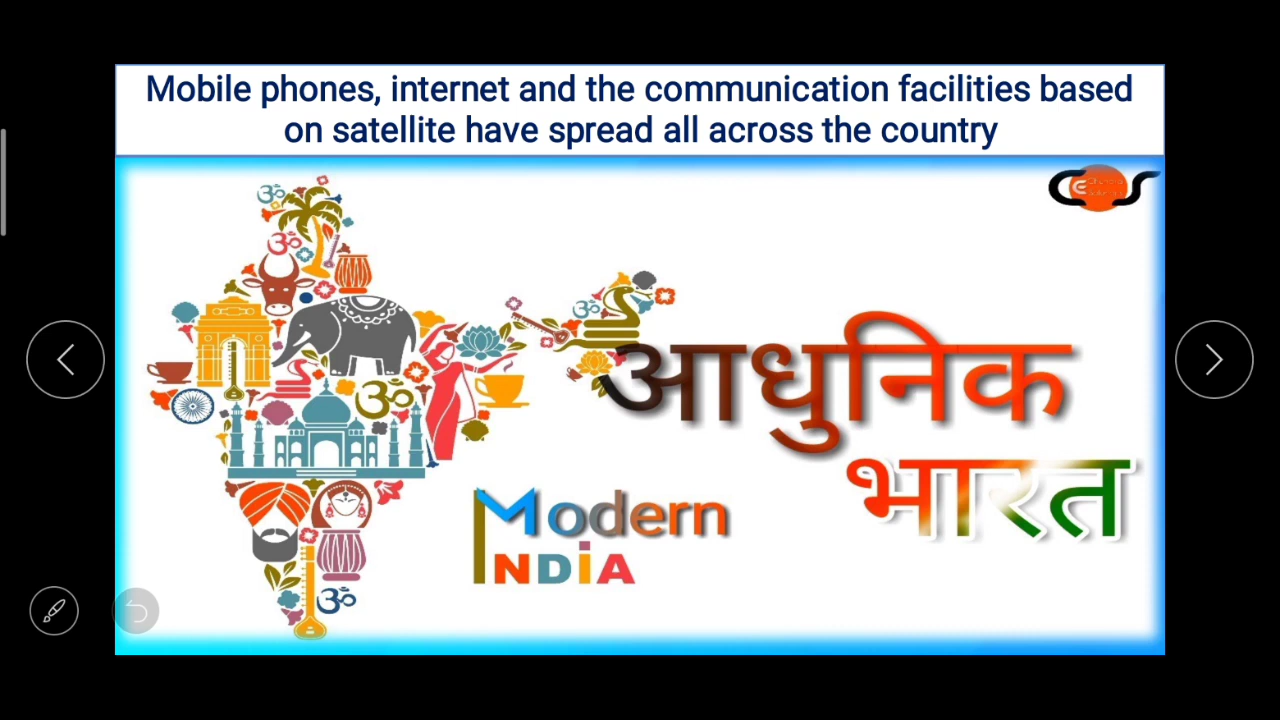 Mobile phones, internet and the communication facilities based
on satellite have spread all across the country
ॐ
ॐ
ॐ
आधुनिक
ॐ
भारत
Modern
INDiA
ॐ